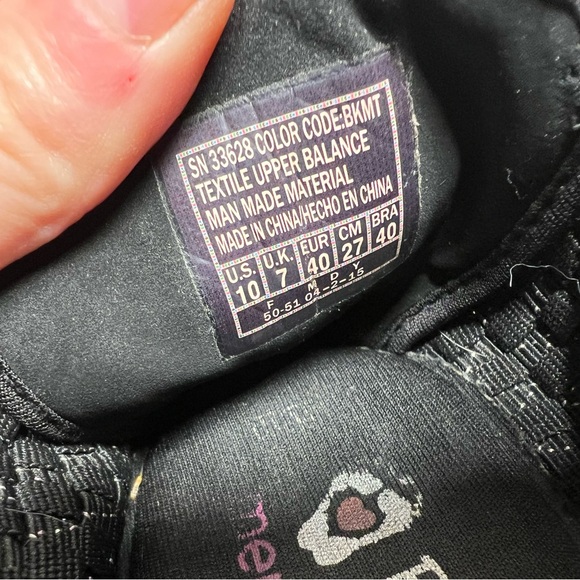 SN 33628 COLOR CODE:BKMT
TEXTILE UPPER BALANCE
MAN MADE MATERIAL
MADE IN CHINA/HECHO EN CHINA
U.S. U.K. EUR CM BRA
10 7 40 27 40
F M D Y
50-51 04-2-15